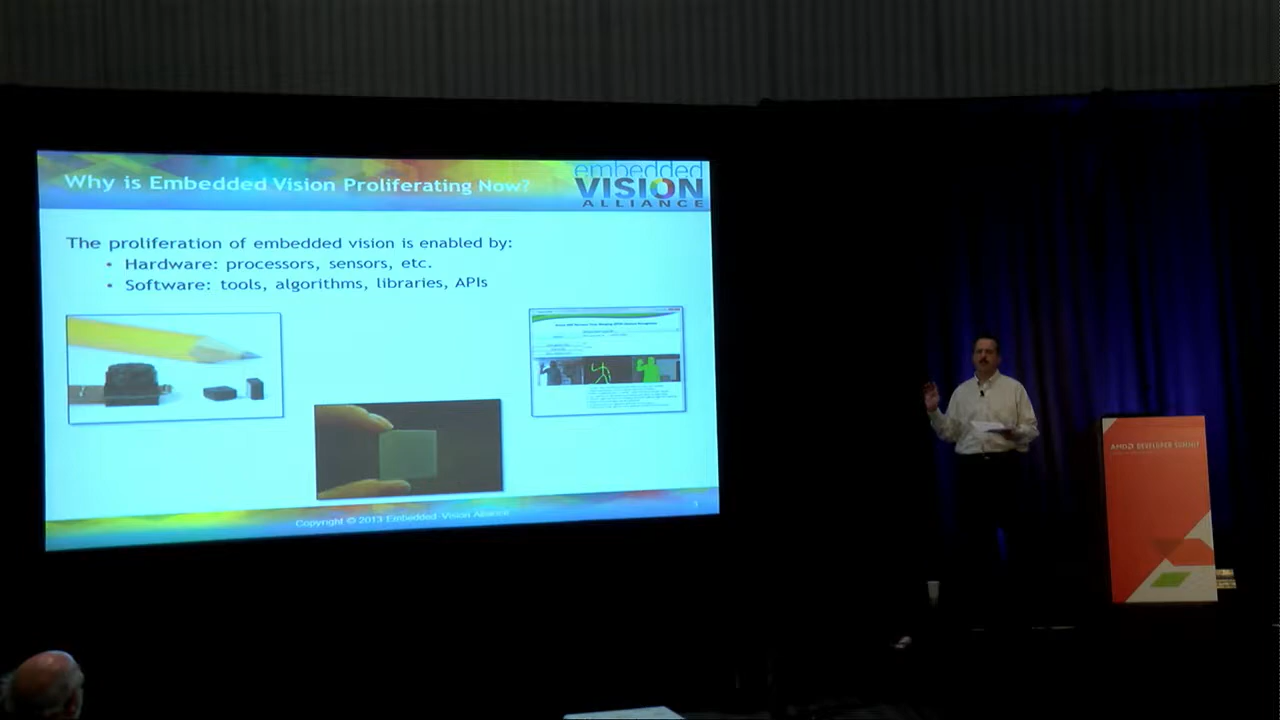 Why is Embedded Vision Proliferating Now?
embedded
VISION
ALLIANCE
The proliferation of embedded vision is enabled by:
• Hardware: processors, sensors, etc.
• Software: tools, algorithms, libraries, APIs
Copyright © 2013 Embedded Vision Alliance
3
DEVELOPER SUMMIT